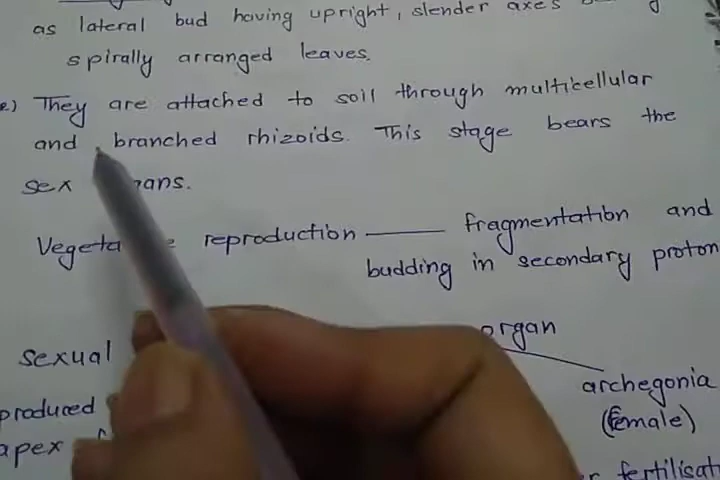 as lateral bud having upright, slender axes
spirally arranged leaves.
2) They are attached to soil through multicellular
and branched rhizoids. This stage bears the
sex
Vegeta reproduction —— fragmentation and
budding in secondary proton
sexual organ
archegonia
produced (female)
apex
fertilisat